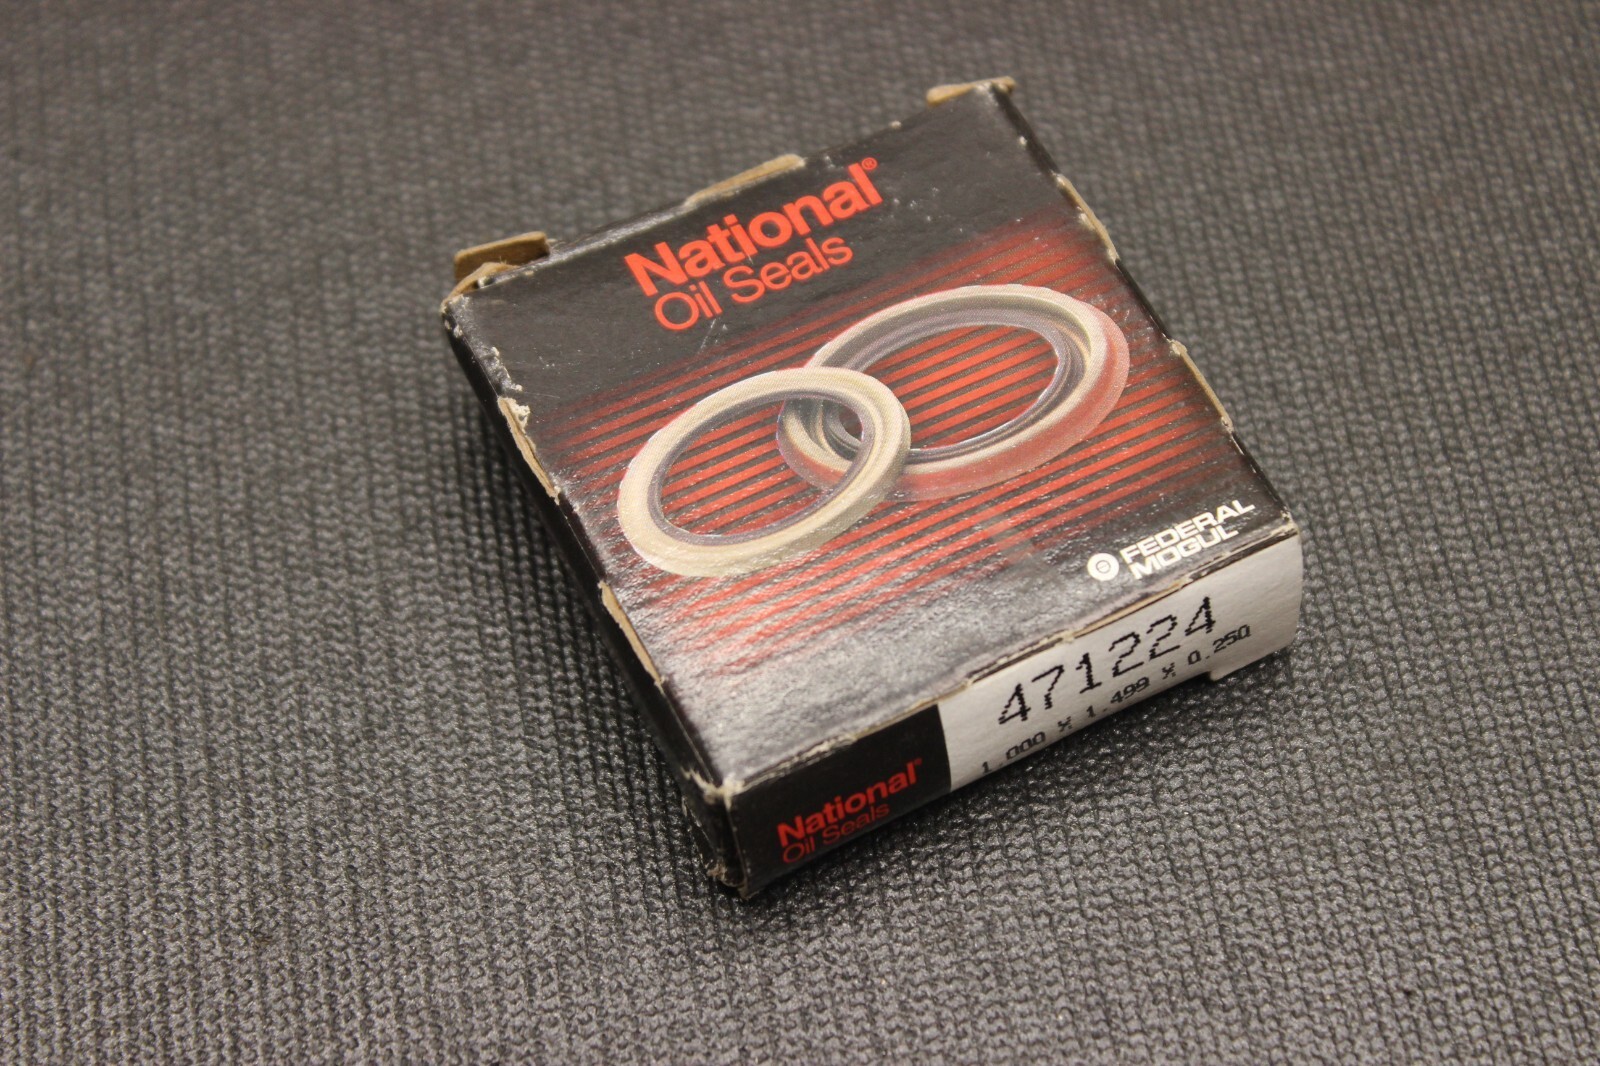 National®
Oil Seals
FEDERAL
MOGUL
471224
1.000 X 1.499 X 0.250
National®
Oil Seals